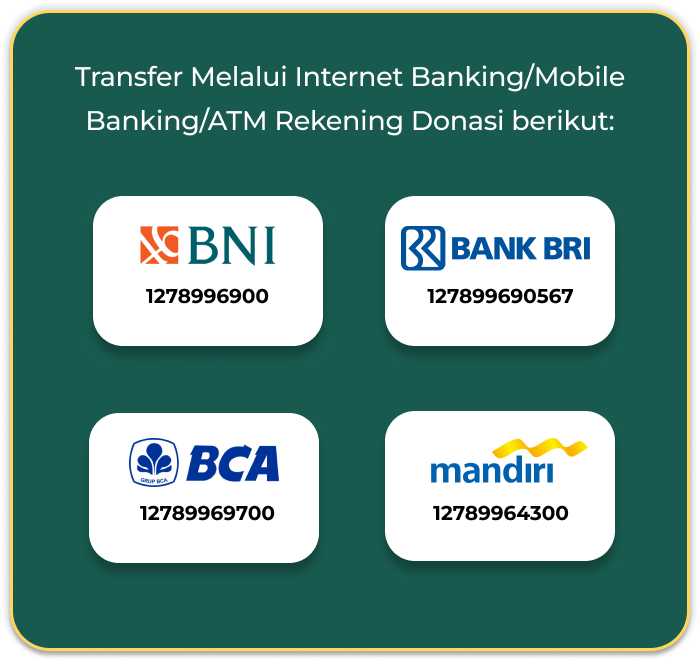 Transfer Melalui Internet Banking/Mobile
Banking/ATM Rekening Donasi berikut:
BNI
1278996900
BANK BRI
127899690567
GRUP BCA
BCA
12789969700
mandiri
12789964300